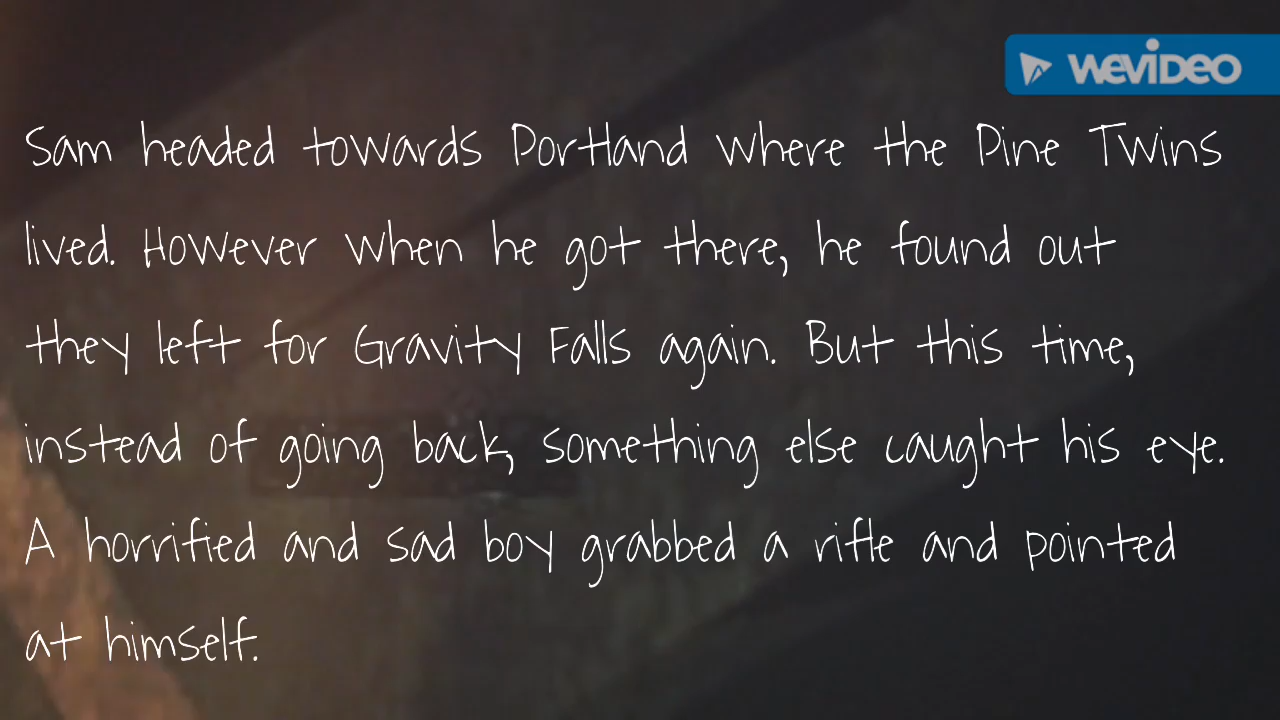 WEVIDEO
Sam headed towards Portland where the Pine Twins
lived. However when he got there, he found out
they left for Gravity Falls again. But this time,
instead of going back, something else caught his eye.
A horrified and sad boy grabbed a rifle and pointed
at himself.